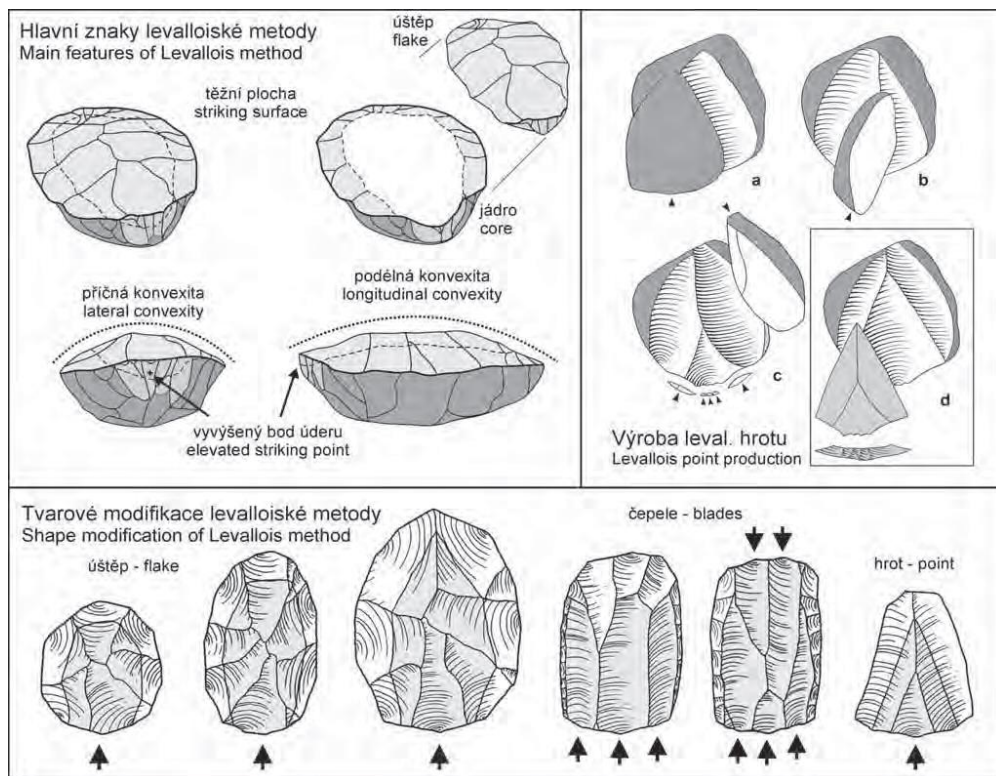 Hlavní znaky levalloiské metody
Main features of Levallois method
úštěp
flake
těžní plocha
striking surface
jádro
core
příčná konvexita
lateral convexity
podélná konvexita
longitudinal convexity
vyvýšený bod úderu
elevated striking point
a
b
c
d
Výroba leval. hrotu
Levallois point production
Tvarové modifikace levalloiské metody
Shape modification of Levallois method
úštěp - flake
čepele - blades
hrot - point